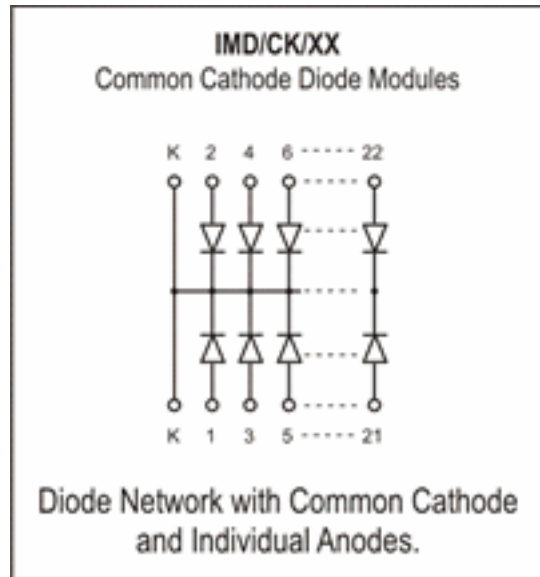 IMD/CK/XX
Common Cathode Diode Modules
K 2 4 6 ----- 22
K 1 3 5 ----- 21
Diode Network with Common Cathode
and Individual Anodes.